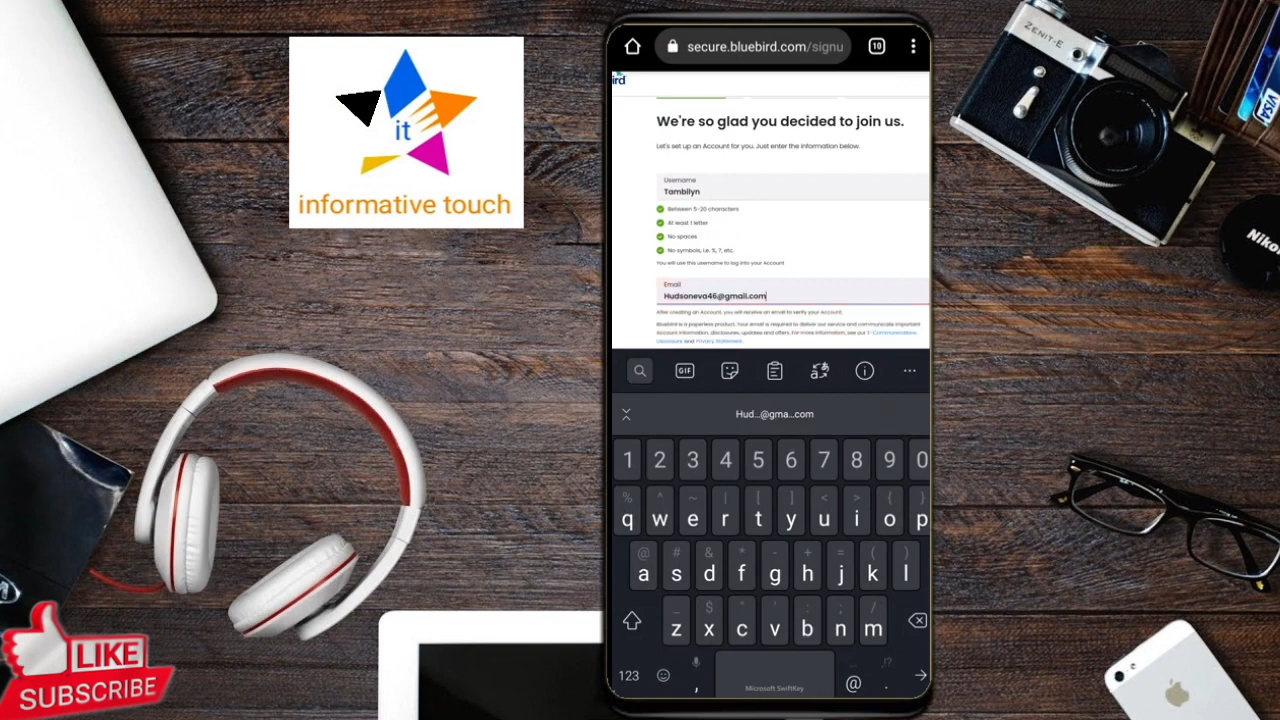 it
informative touch
LIKE
SUBSCRIBE
secure.bluebird.com/signu
10
ird
We're so glad you decided to join us.
Let's set up an Account for you. Just enter the information below.
Username
Tambilyn
Between 5-20 characters
At least 1 letter
No spaces
No symbols, i.e. %, ?, etc.
You will use this username to log into your Account
Email
Hudsoneva46@gmail.com
After creating an Account, you will receive an email to verify your Account.
Bluebird is a paperless product. Your email is required to deliver our service and communicate important
Account information, disclosures, updates and offers. For more information, see our E-Communications
Disclosure and Privacy Statement.
GIF
Hud...@gma...com
1 2 3 4 5 6 7 8 9 0
% ^ ~ | [ ] < > { }
q w e r t y u i o p
@ # & * - + = ( )
a s d f g h j k l
_ $ " ' : ; /
z x c v b n m
123 , Microsoft SwiftKey @ . !?
ZENIT-E
VISA
Nikon